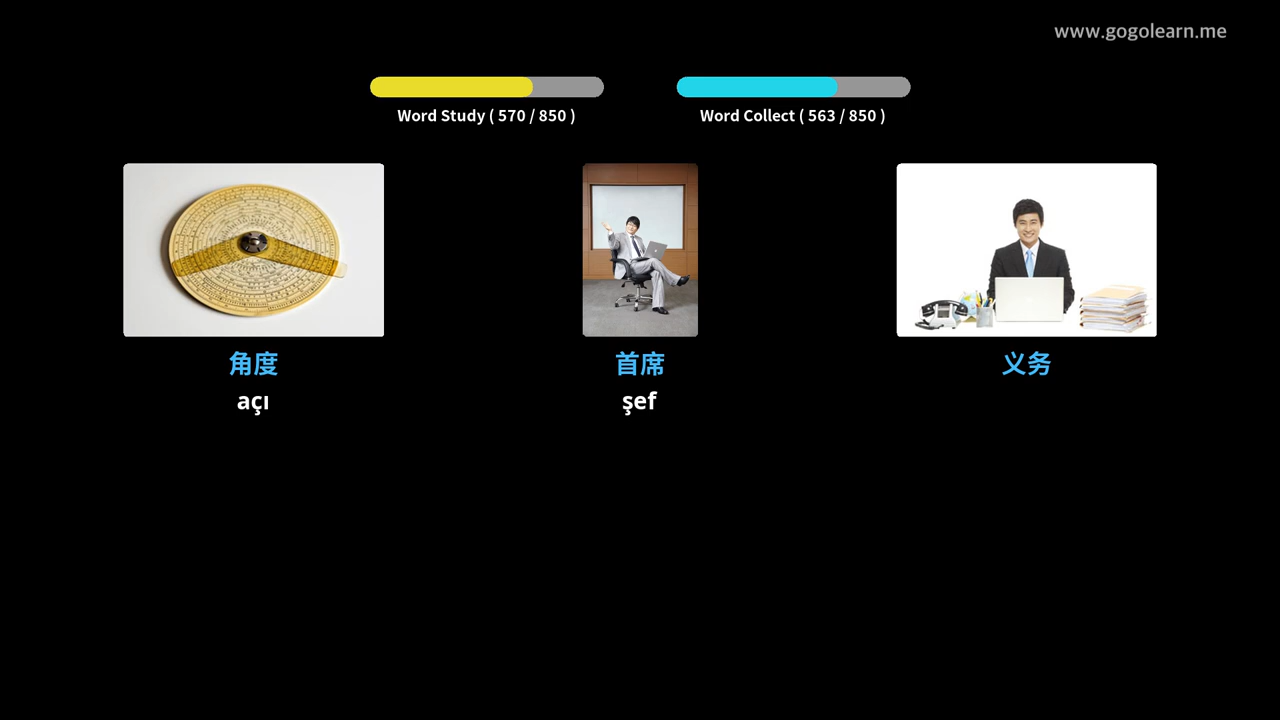 www.gogolearn.me
Word Study ( 570 / 850 )
Word Collect ( 563 / 850 )
角度
açı
首席
şef
义务